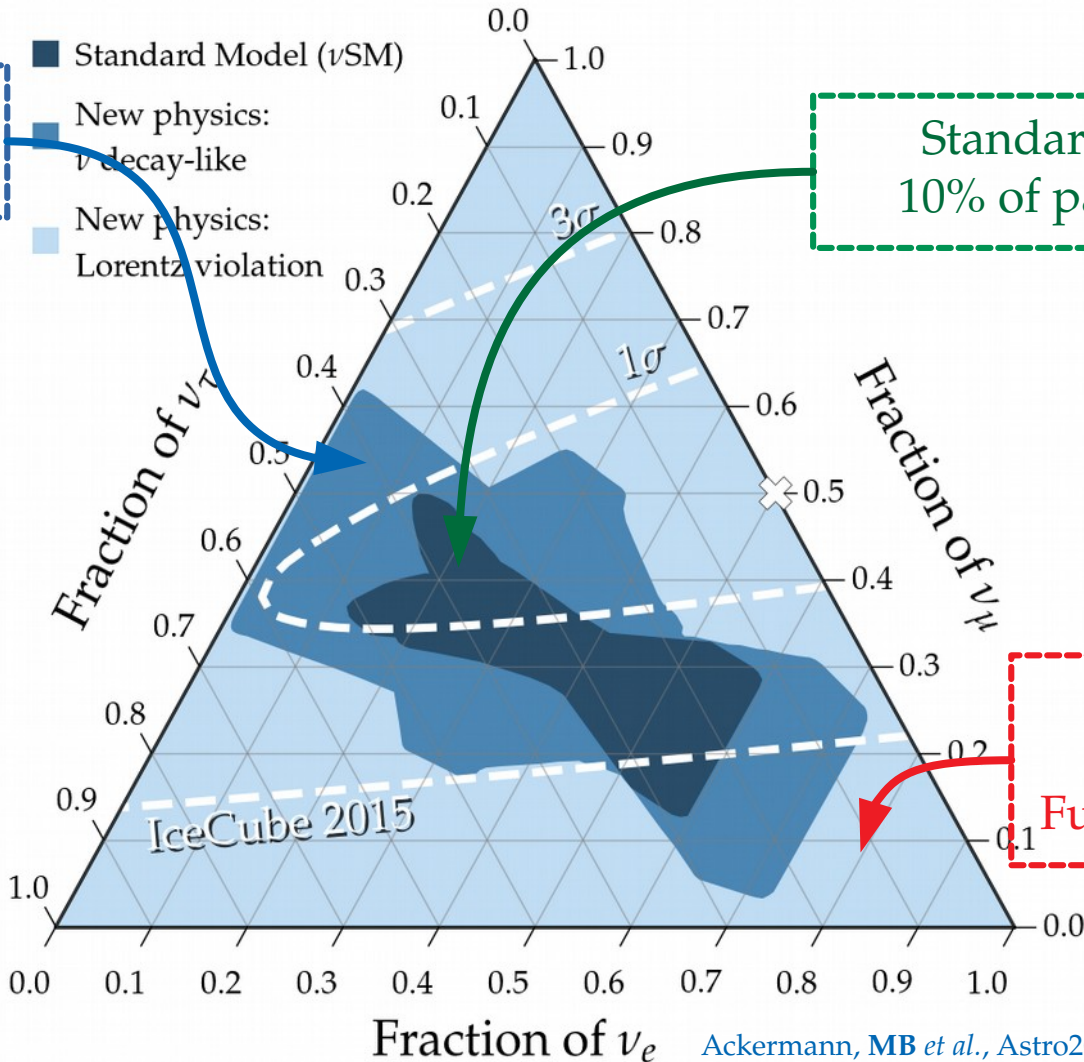 Standard Model (νSM)
New physics:
ν decay-like
New physics:
Lorentz violation
10% of
3σ
1σ
IceCube 2015
Fraction of ν_τ
0.0
0.1
0.2
0.3
0.4
0.5
0.6
0.7
0.8
0.9
1.0
Fraction of ν_μ
1.0
0.9
0.8
0.7
0.6
0.5
0.4
0.3
0.2
0.1
0.0
0.0
0.1
0.2
0.3
0.4
0.5
0.6
0.7
0.8
0.9
1.0
Fraction of ν_e
Ackermann, MB et al.,